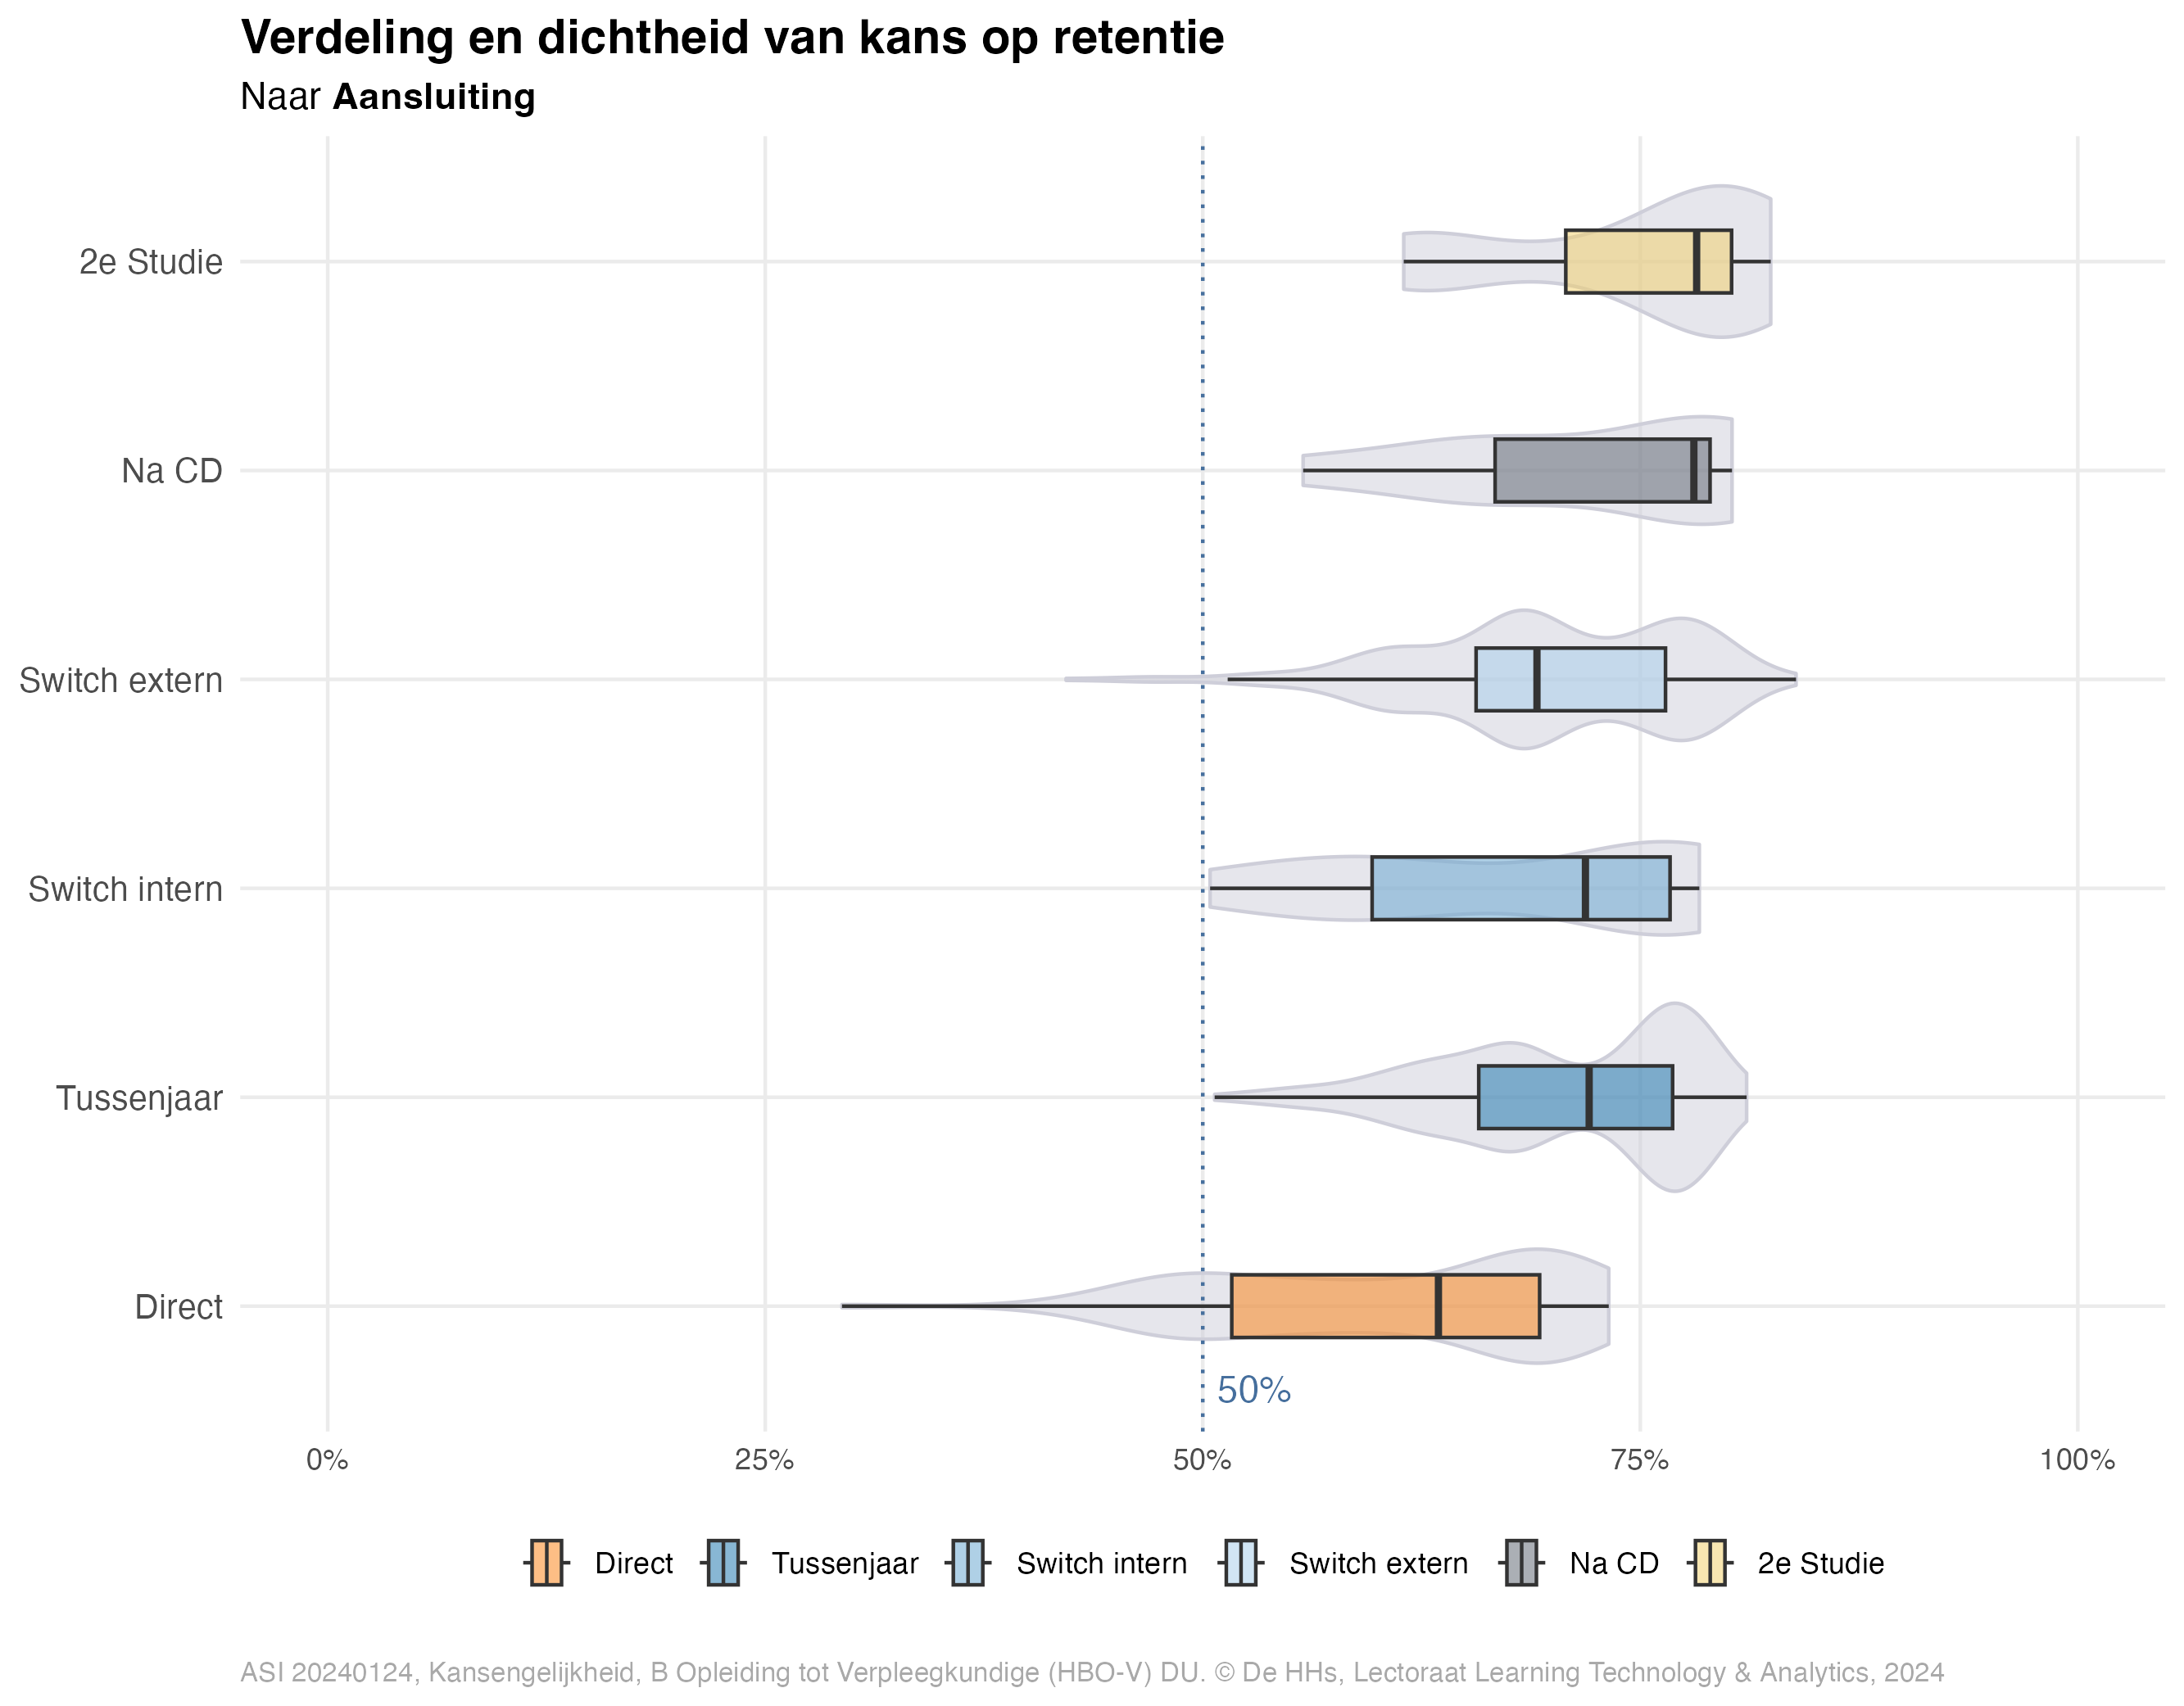 Verdeling en dichtheid van kans op retentie
Naar Aansluiting
2e Studie
Na CD
Switch extern
Switch intern
Tussenjaar
Direct
50%
0% 25% 50% 75% 100%
Direct Tussenjaar Switch intern Switch extern Na CD 2e Studie
ASI 20240124, Kansengelijkheid, B Opleiding tot Verpleegkundige (HBO-V) DU. © De HHs, Lectoraat Learning Technology & Analytics, 2024